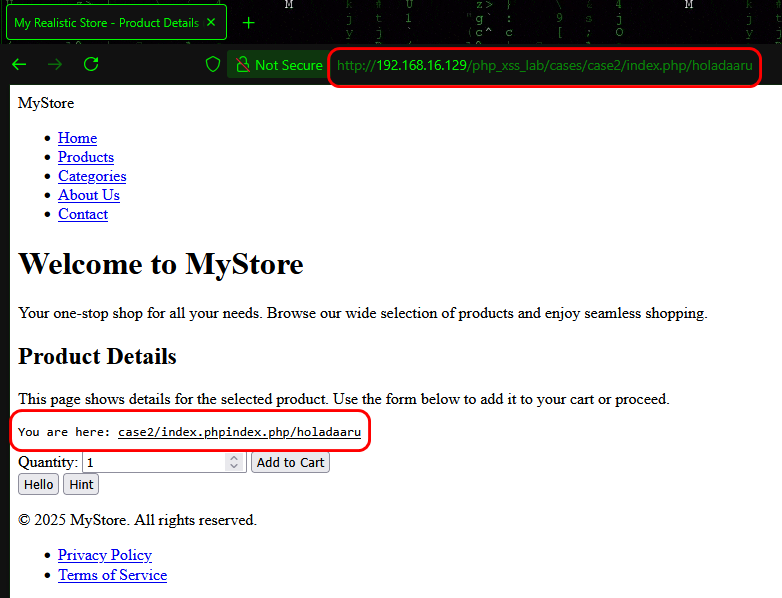 My Realistic Store - Product Details
Not Secure http://192.168.16.129/php_xss_lab/cases/case2/index.php/holadaaru
MyStore
Home
Products
Categories
About Us
Contact
Welcome to MyStore
Your one-stop shop for all your needs. Browse our wide selection of products and enjoy seamless shopping.
Product Details
This page shows details for the selected product. Use the form below to add it to your cart or proceed.
You are here: case2/index.phpindex.php/holadaaru
Quantity: 1 Add to Cart
Hello Hint
© 2025 MyStore. All rights reserved.
Privacy Policy
Terms of Service